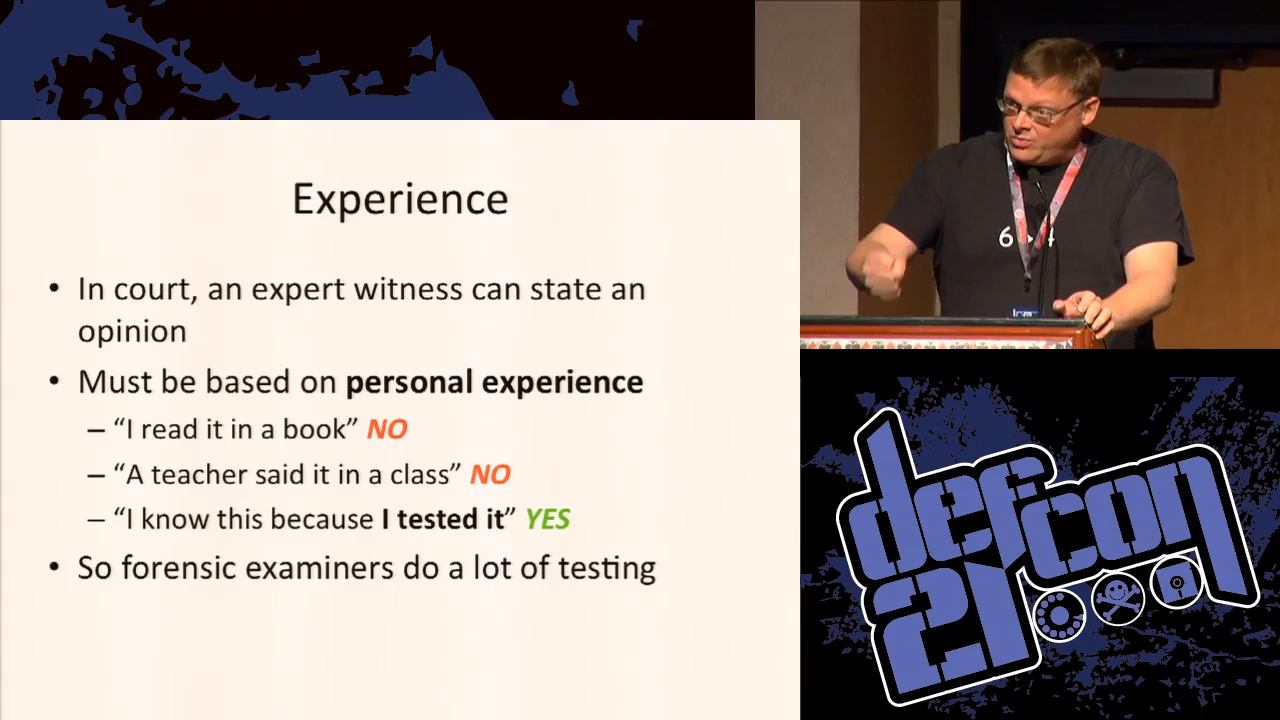 Experience
• In court, an expert witness can state an
opinion
• Must be based on personal experience
– “I read it in a book” NO
– “A teacher said it in a class” NO
– “I know this because I tested it” YES
• So forensic examiners do a lot of testing
defcon
21